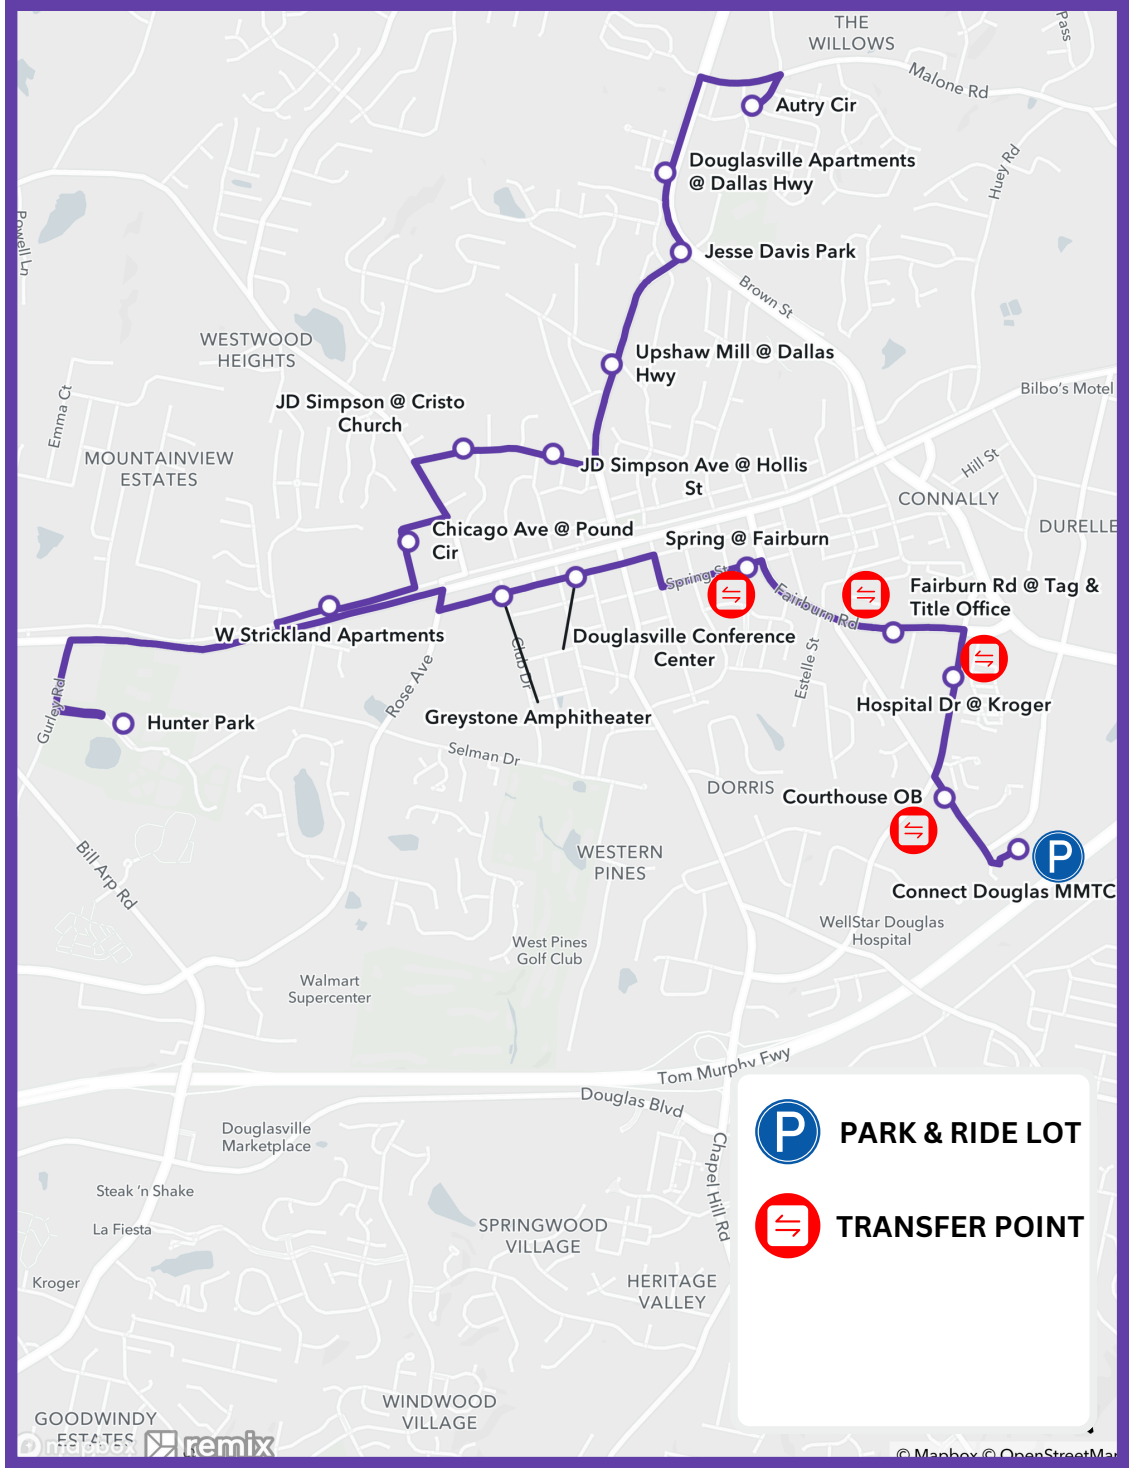 THE
WILLOWS
Pass
Malone Rd
Autry Cir
Huey Rd
Douglasville Apartments
@ Dallas Hwy
Powell Ln
Jesse Davis Park
Brown St
WESTWOOD
HEIGHTS
Upshaw Mill @ Dallas
Hwy
Bilbo's Motel
Emma Ct
JD Simpson @ Cristo
Church
MOUNTAINVIEW
ESTATES
JD Simpson Ave @ Hollis
St
Hill St
CONNALLY
DURELLE
Chicago Ave @ Pound
Cir
Spring @ Fairburn
Spring St
Fairburn Rd
Fairburn Rd @ Tag &
Title Office
W Strickland Apartments
Douglasville Conference
Center
Club Dr
Estelle St
Rose Ave
Gurley Rd
Hunter Park
Greystone Amphitheater
Hospital Dr @ Kroger
Selman Dr
DORRIS
Courthouse OB
Bill Arp Rd
WESTERN
PINES
P
Connect Douglas MMTC
WellStar Douglas
Hospital
West Pines
Golf Club
Walmart
Supercenter
Tom Murphy Fwy
Douglas Blvd
Douglasville
Marketplace
Chapel Hill Rd
P PARK & RIDE LOT
TRANSFER POINT
Steak 'n Shake
La Fiesta
SPRINGWOOD
VILLAGE
Kroger
HERITAGE
VALLEY
WINDWOOD
VILLAGE
GOODWINDY
ESTATES
mapbox remix
© Mapbox © OpenStreetMap